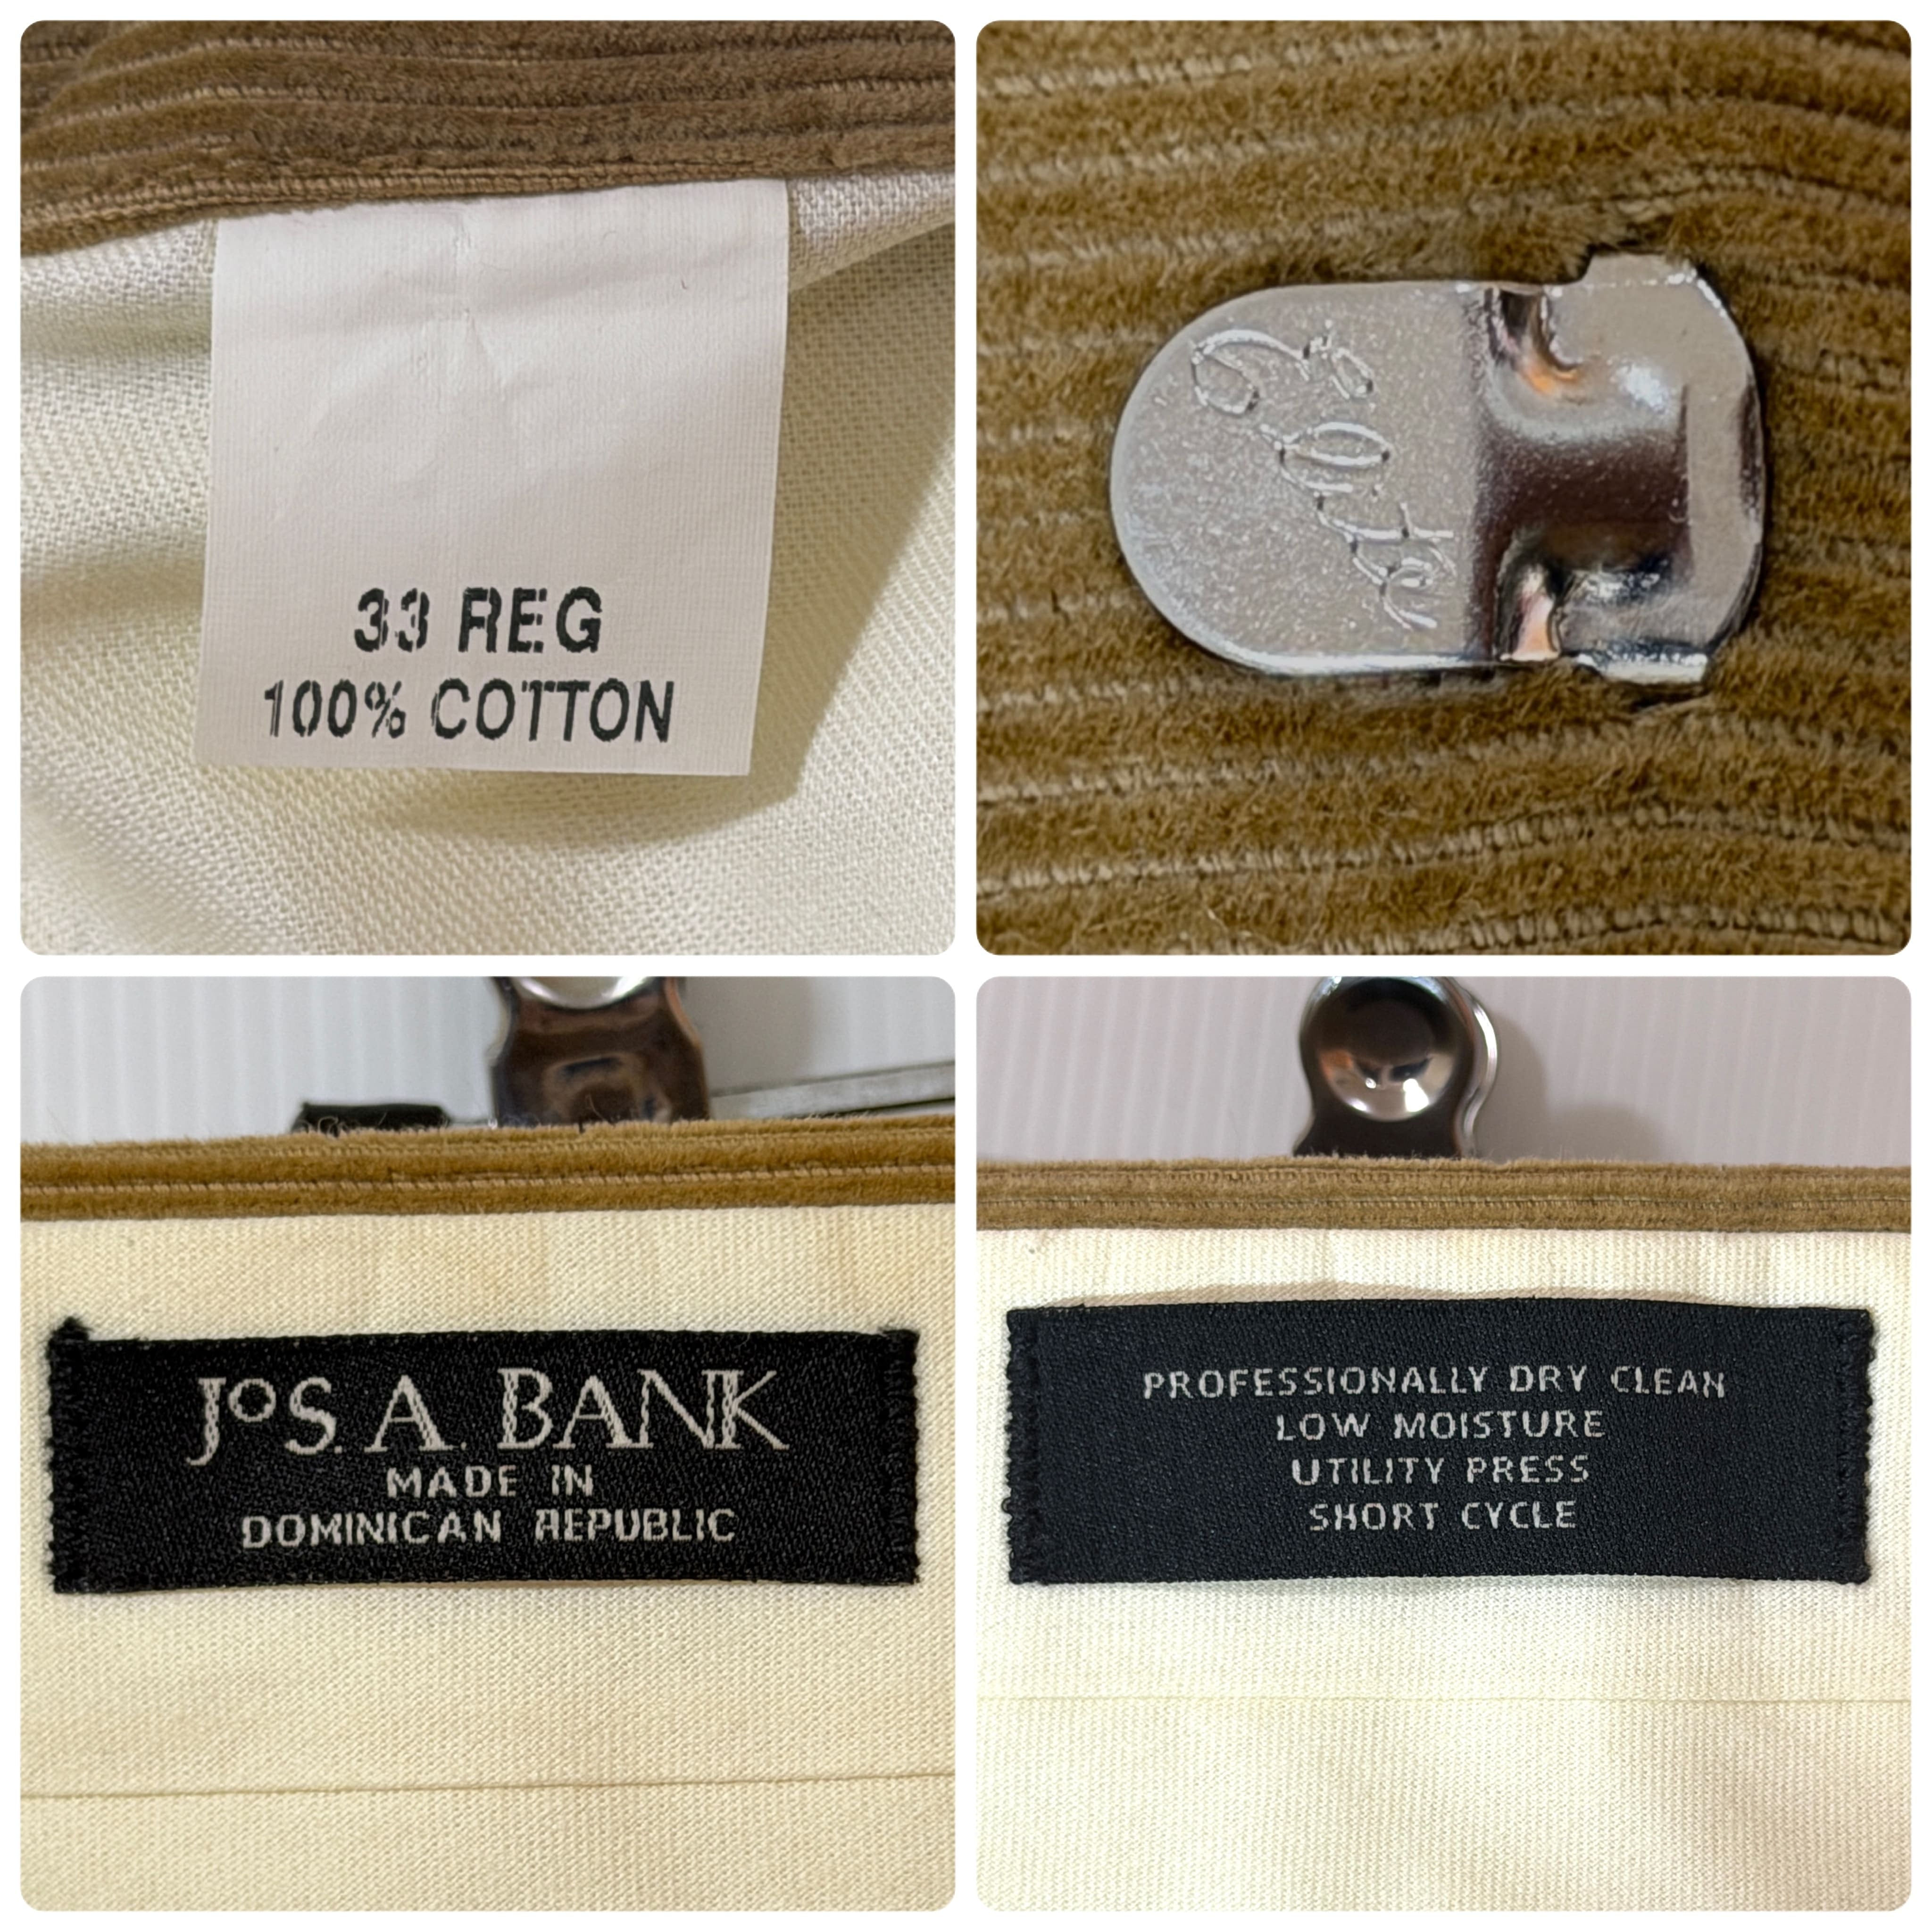 33 REG
100% COTTON
JOS. A. BANK
MADE IN
DOMINICAN REPUBLIC
PROFESSIONALLY DRY CLEAN
LOW MOISTURE
UTILITY PRESS
SHORT CYCLE